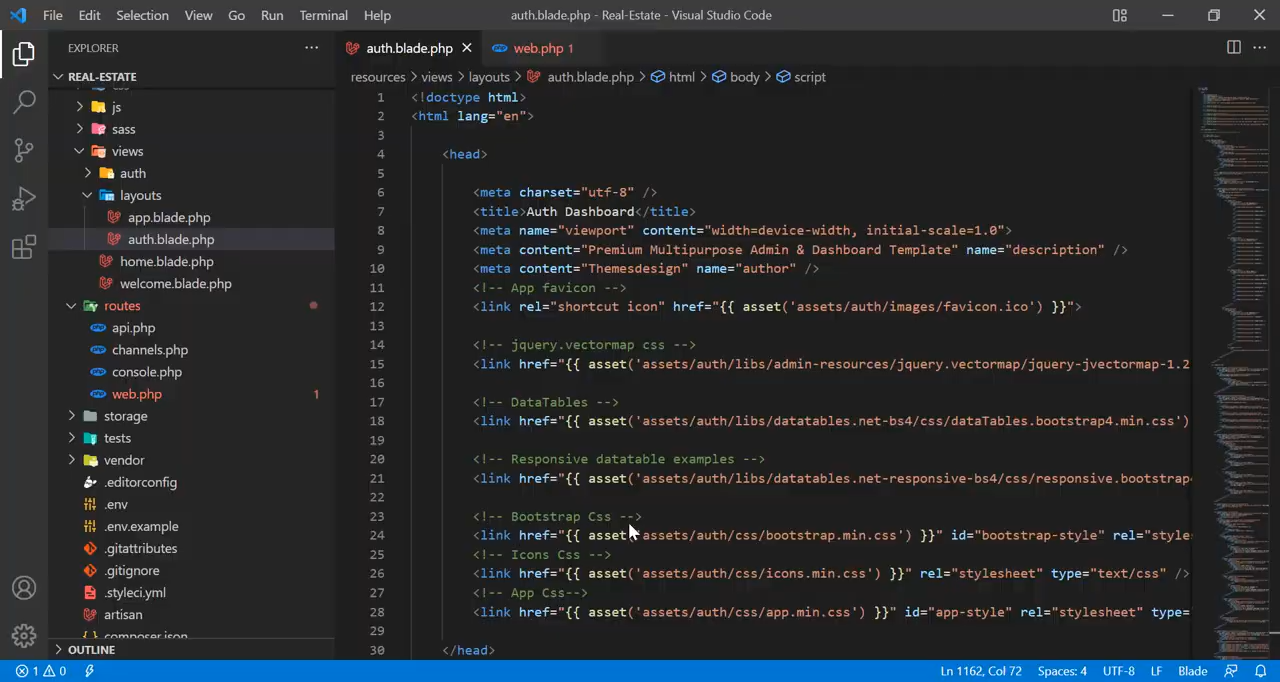 File Edit Selection View Go Run Terminal Help
auth.blade.php - Real-Estate - Visual Studio Code
EXPLORER
REAL-ESTATE
js
sass
views
auth
layouts
app.blade.php
auth.blade.php
home.blade.php
welcome.blade.php
routes
api.php
channels.php
console.php
web.php 1
storage
tests
vendor
.editorconfig
.env
.env.example
.gitattributes
.gitignore
.styleci.yml
artisan
composer.json
OUTLINE
auth.blade.php web.php 1
resources > views > layouts > auth.blade.php > html > body > script
1 <!doctype html>
2 <html lang="en">
3
4 <head>
5
6 <meta charset="utf-8" />
7 <title>Auth Dashboard</title>
8 <meta name="viewport" content="width=device-width, initial-scale=1.0">
9 <meta content="Premium Multipurpose Admin & Dashboard Template" name="description" />
10 <meta content="Themesdesign" name="author" />
11 <!-- App favicon -->
12 <link rel="shortcut icon" href="{{ asset('assets/auth/images/favicon.ico') }}">
13
14 <!-- jquery.vectormap css -->
15 <link href="{{ asset('assets/auth/libs/admin-resources/jquery.vectormap/jquery-jvectormap-1.2
16
17 <!-- DataTables -->
18 <link href="{{ asset('assets/auth/libs/datatables.net-bs4/css/dataTables.bootstrap4.min.css')
19
20 <!-- Responsive datatable examples -->
21 <link href="{{ asset('assets/auth/libs/datatables.net-responsive-bs4/css/responsive.bootstrap
22
23 <!-- Bootstrap Css -->
24 <link href="{{ asset('assets/auth/css/bootstrap.min.css') }}" id="bootstrap-style" rel="styles
25 <!-- Icons Css -->
26 <link href="{{ asset('assets/auth/css/icons.min.css') }}" rel="stylesheet" type="text/css" />
27 <!-- App Css-->
28 <link href="{{ asset('assets/auth/css/app.min.css') }}" id="app-style" rel="stylesheet" type=
29
30 </head>
1 0 Ln 1162, Col 72 Spaces: 4 UTF-8 LF Blade